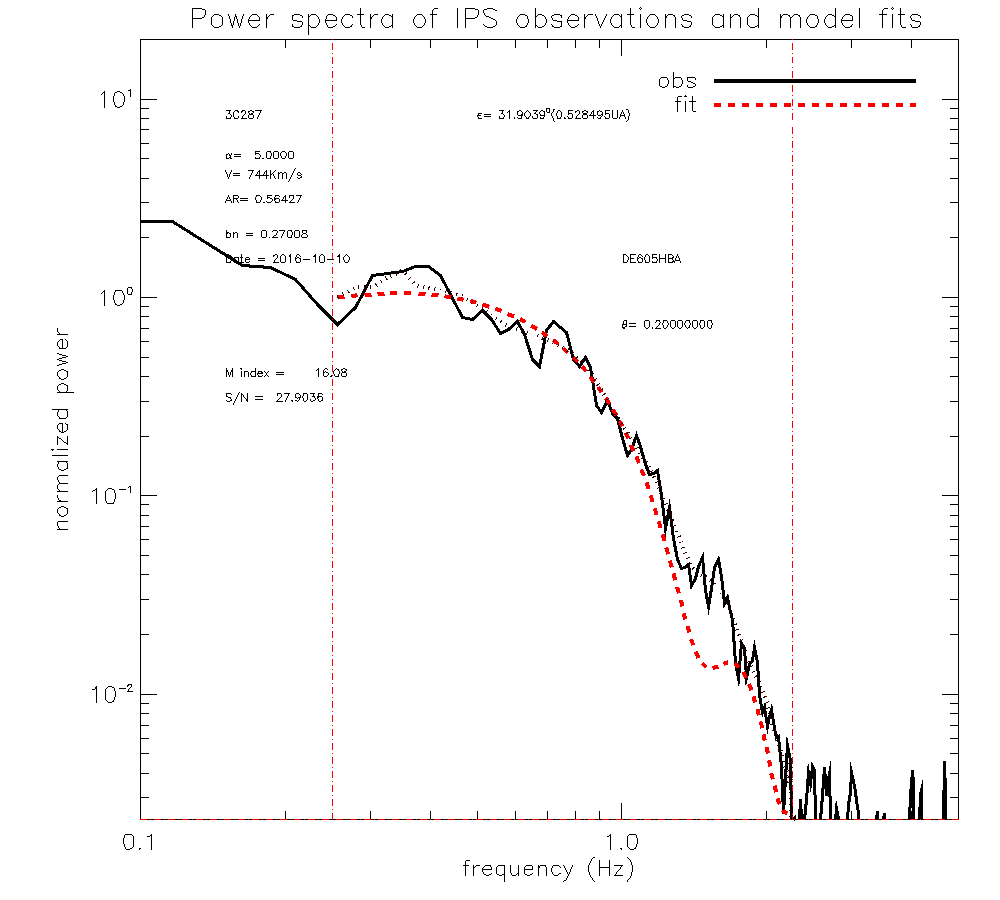 Power spectra of IPS observations and model fits
obs
fit
3C287
ϵ= 31.9039⁰(0.528495UA)
α= 5.0000
V= 744Km/s
AR= 0.56427
bn = 0.27008
Date = 2016-10-10
DE605HBA
θ= 0.20000000
M index = 16.08
S/N = 27.9036
10¹
10⁰
10⁻¹
10⁻²
normalized power
0.1
1.0
frequency (Hz)